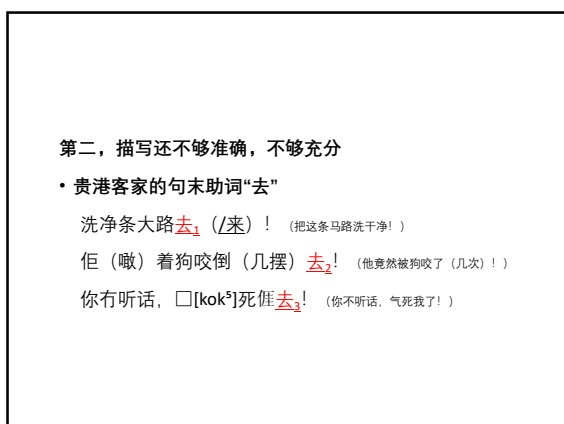 第二，描写还不够准确，不够充分
• 贵港客家的句末助词“去”
洗净条大路去1（/来）！（把这条马路洗干净！）
佢（噉）着狗咬倒（几摆）去2！（他竟然被狗咬了（几次）！）
你冇听话，□[kok⁵]死𠊎去3！（你不听话，气死我了！）